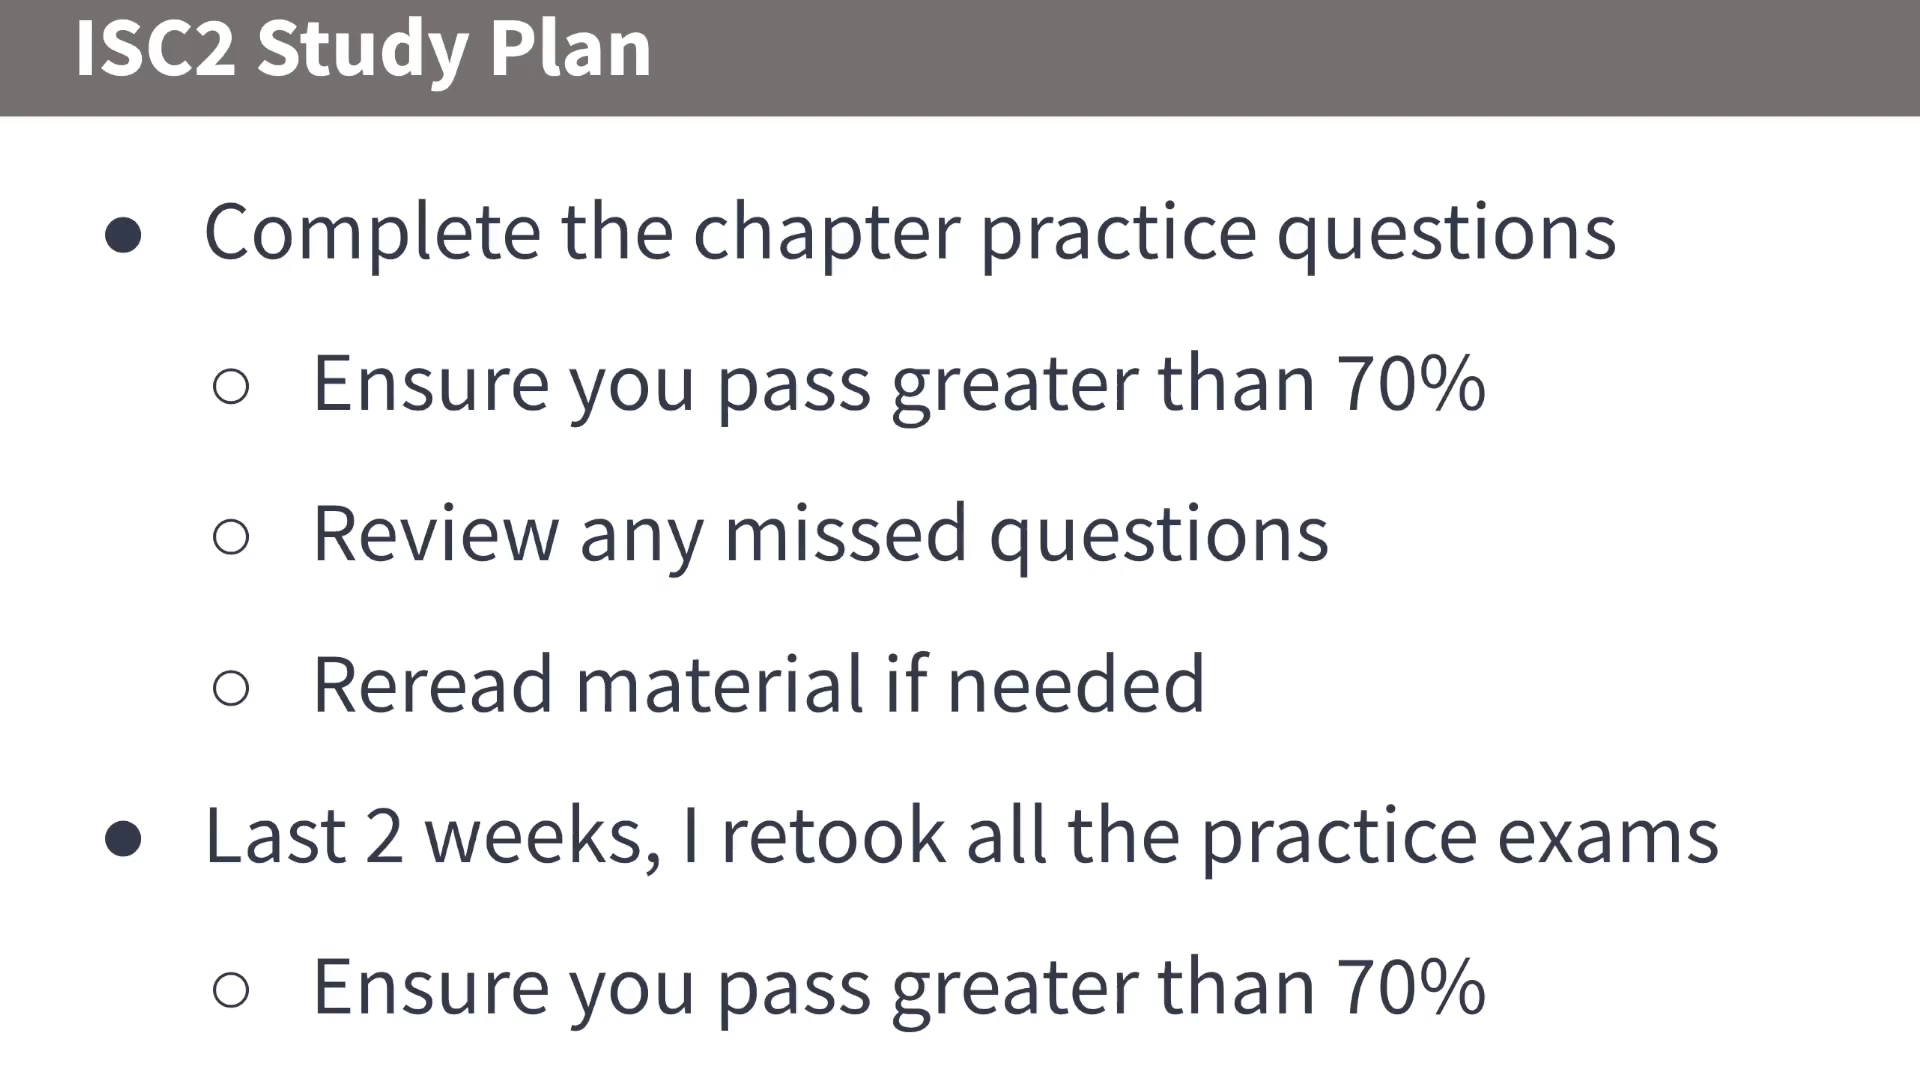 ISC2 Study Plan
● Complete the chapter practice questions
○ Ensure you pass greater than 70%
○ Review any missed questions
○ Reread material if needed
● Last 2 weeks, I retook all the practice exams
○ Ensure you pass greater than 70%